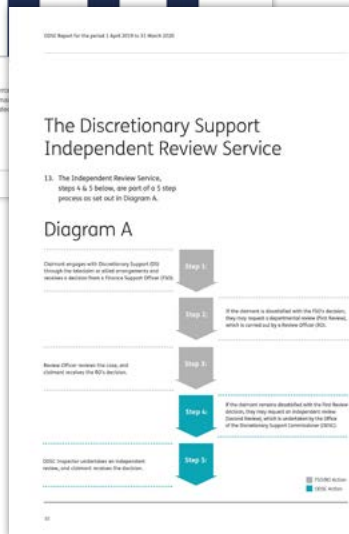 ODSC Report for the period 1 April 2019 to 31 March 2020
The Discretionary Support
Independent Review Service
13. The Independent Review Service,
steps 4 & 5 below, are part of a 5 step
process as set out in Diagram A.
Diagram A
Claimant engages with Discretionary Support (DS)
through the teleclaim or allied arrangements and
receives a decision from a Finance Support Officer (FSO).
Step 1:
Step 2:
If the claimant is dissatisfied with the FSO's decision,
they may request a departmental review (First Review),
which is carried out by a Review Officer (RO).
Review Officer reviews the case, and
claimant receives the RO's decision.
Step 3:
Step 4:
If the claimant remains dissatisfied with the First Review
decision, they may request an independent review
(Second Review), which is undertaken by the Office
of the Discretionary Support Commissioner (ODSC).
ODSC Inspector undertakes an independent
review, and claimant receives the decision.
Step 5:
FSO/RO Action
ODSC Action